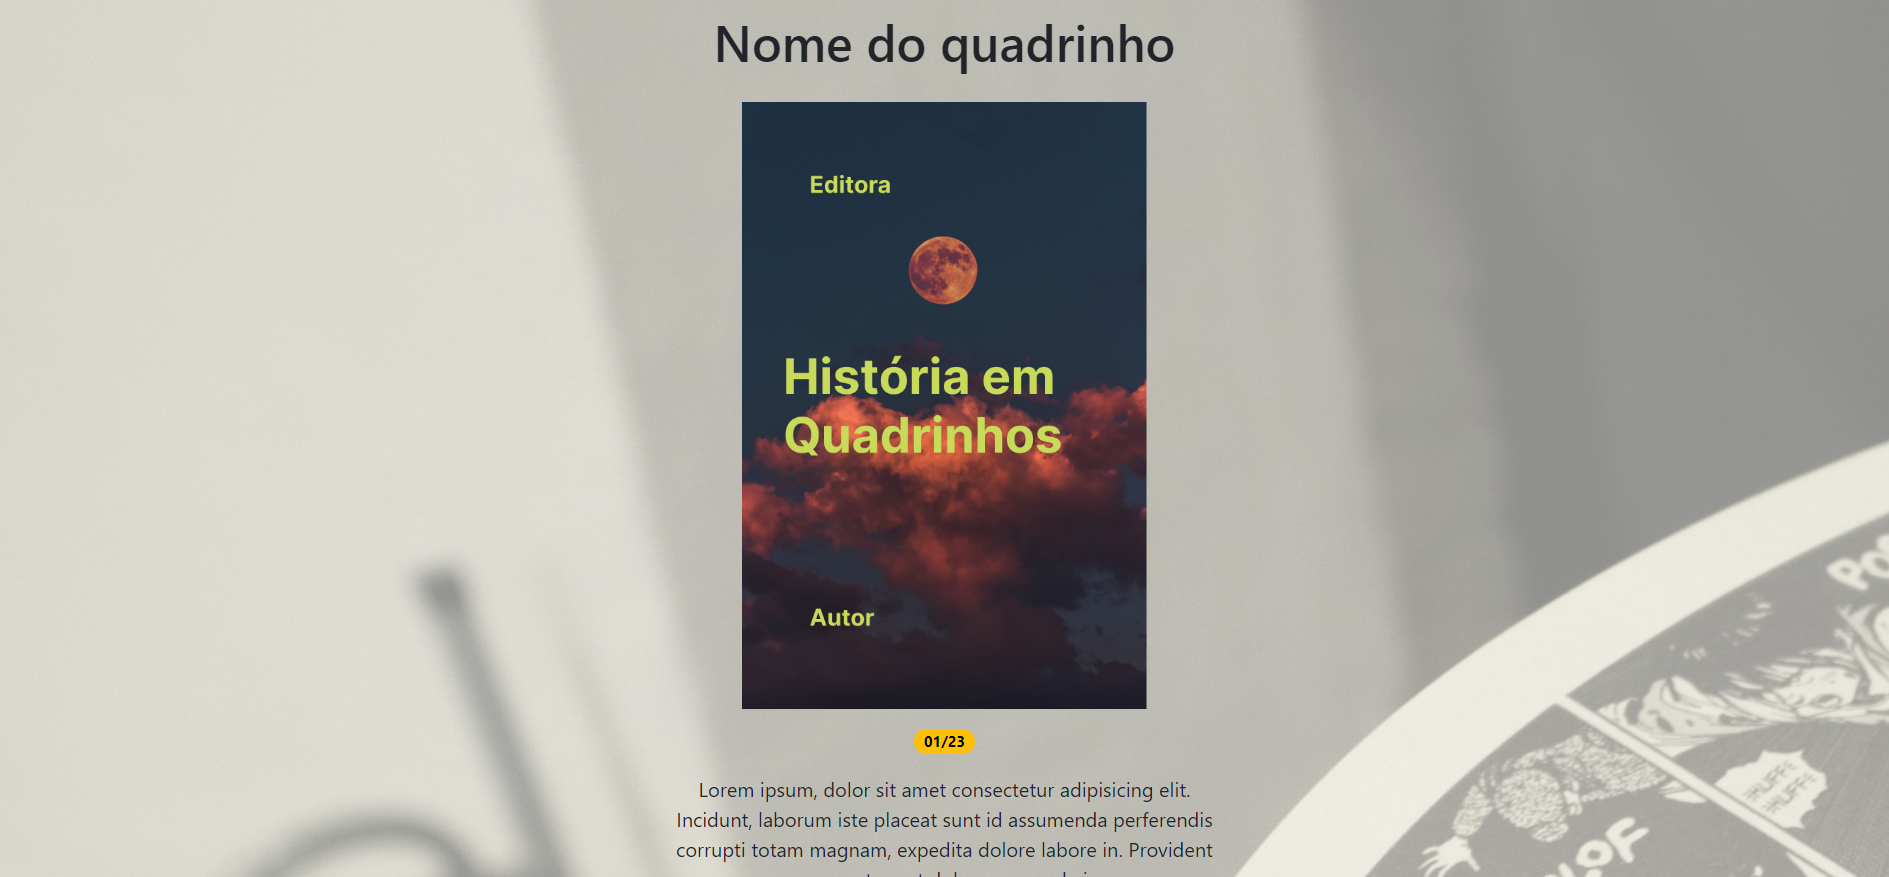 Nome do quadrinho
Editora
História em
Quadrinhos
Autor
01/23
Lorem ipsum, dolor sit amet consectetur adipisicing elit.
Incidunt, laborum iste placeat sunt id assumenda perferendis
corrupti totam magnam, expedita dolore labore in. Provident